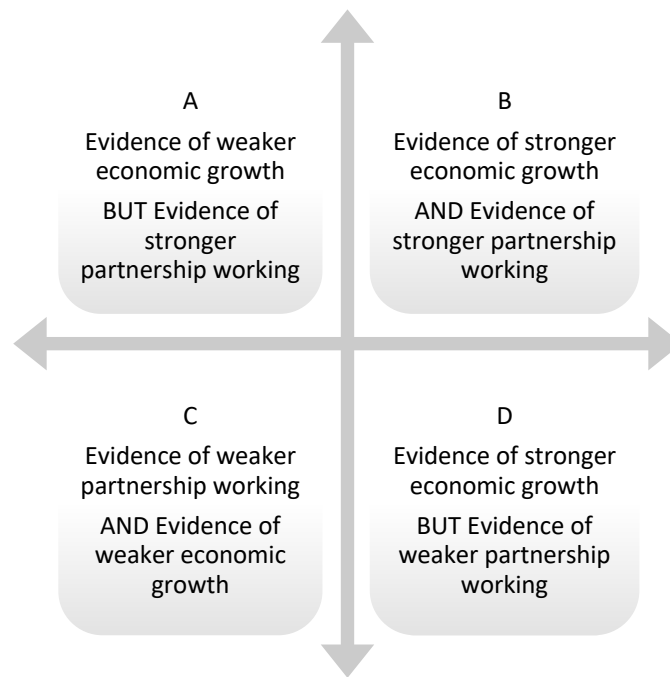 A
Evidence of weaker
economic growth
BUT Evidence of
stronger
partnership working
B
Evidence of stronger
economic growth
AND Evidence of
stronger partnership
working
C
Evidence of weaker
partnership working
AND Evidence of
weaker economic
growth
D
Evidence of stronger
economic growth
BUT Evidence of
weaker partnership
working